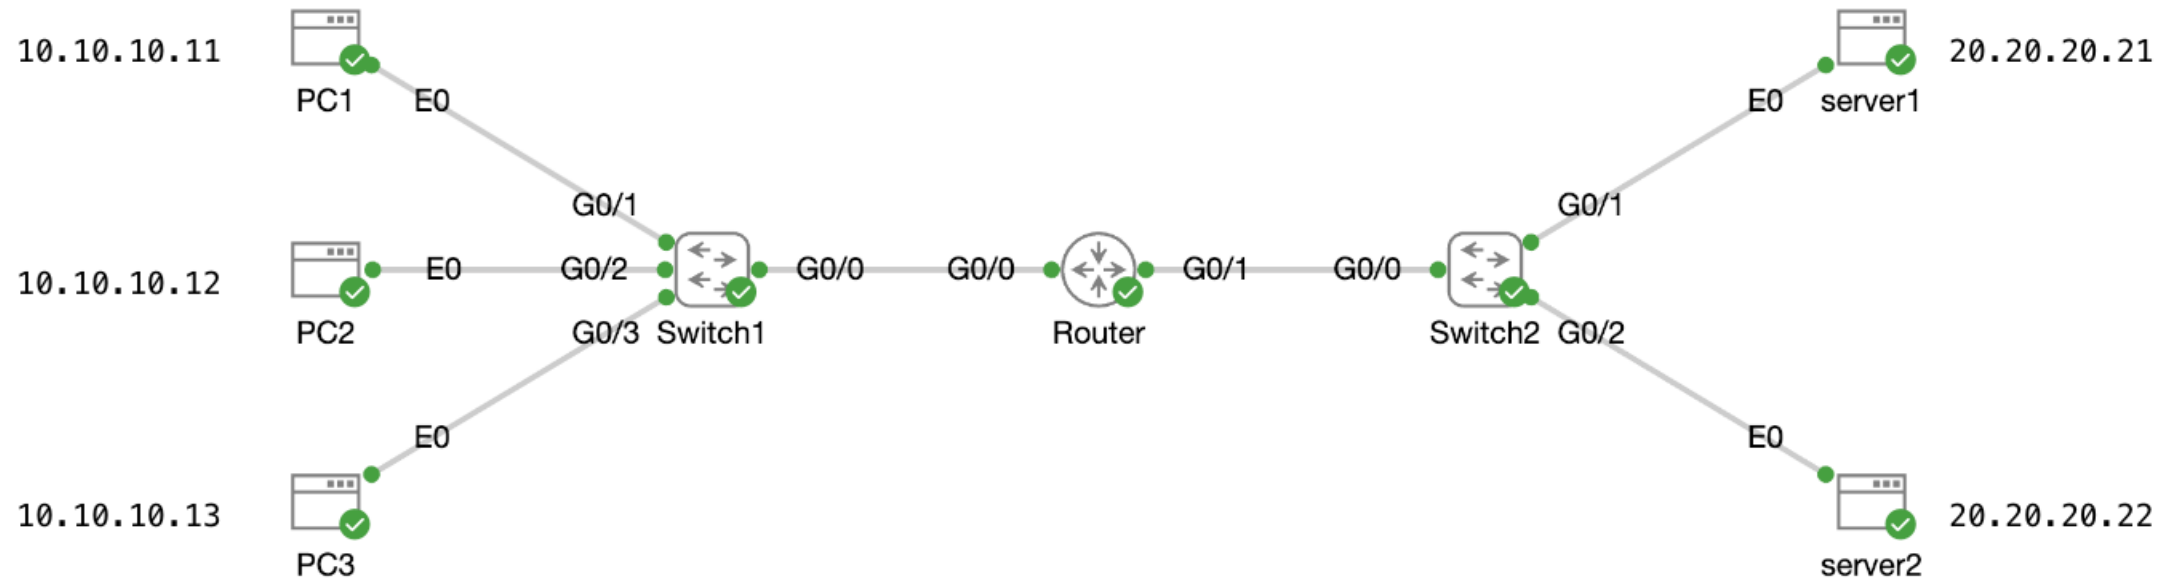 10.10.10.11
PC1
E0
G0/1
10.10.10.12
PC2
E0
G0/2
G0/3
Switch1
G0/0
G0/0
Router
G0/1
G0/0
Switch2
G0/1
E0
server1
20.20.20.21
G0/2
E0
server2
20.20.20.22
E0
10.10.10.13
PC3